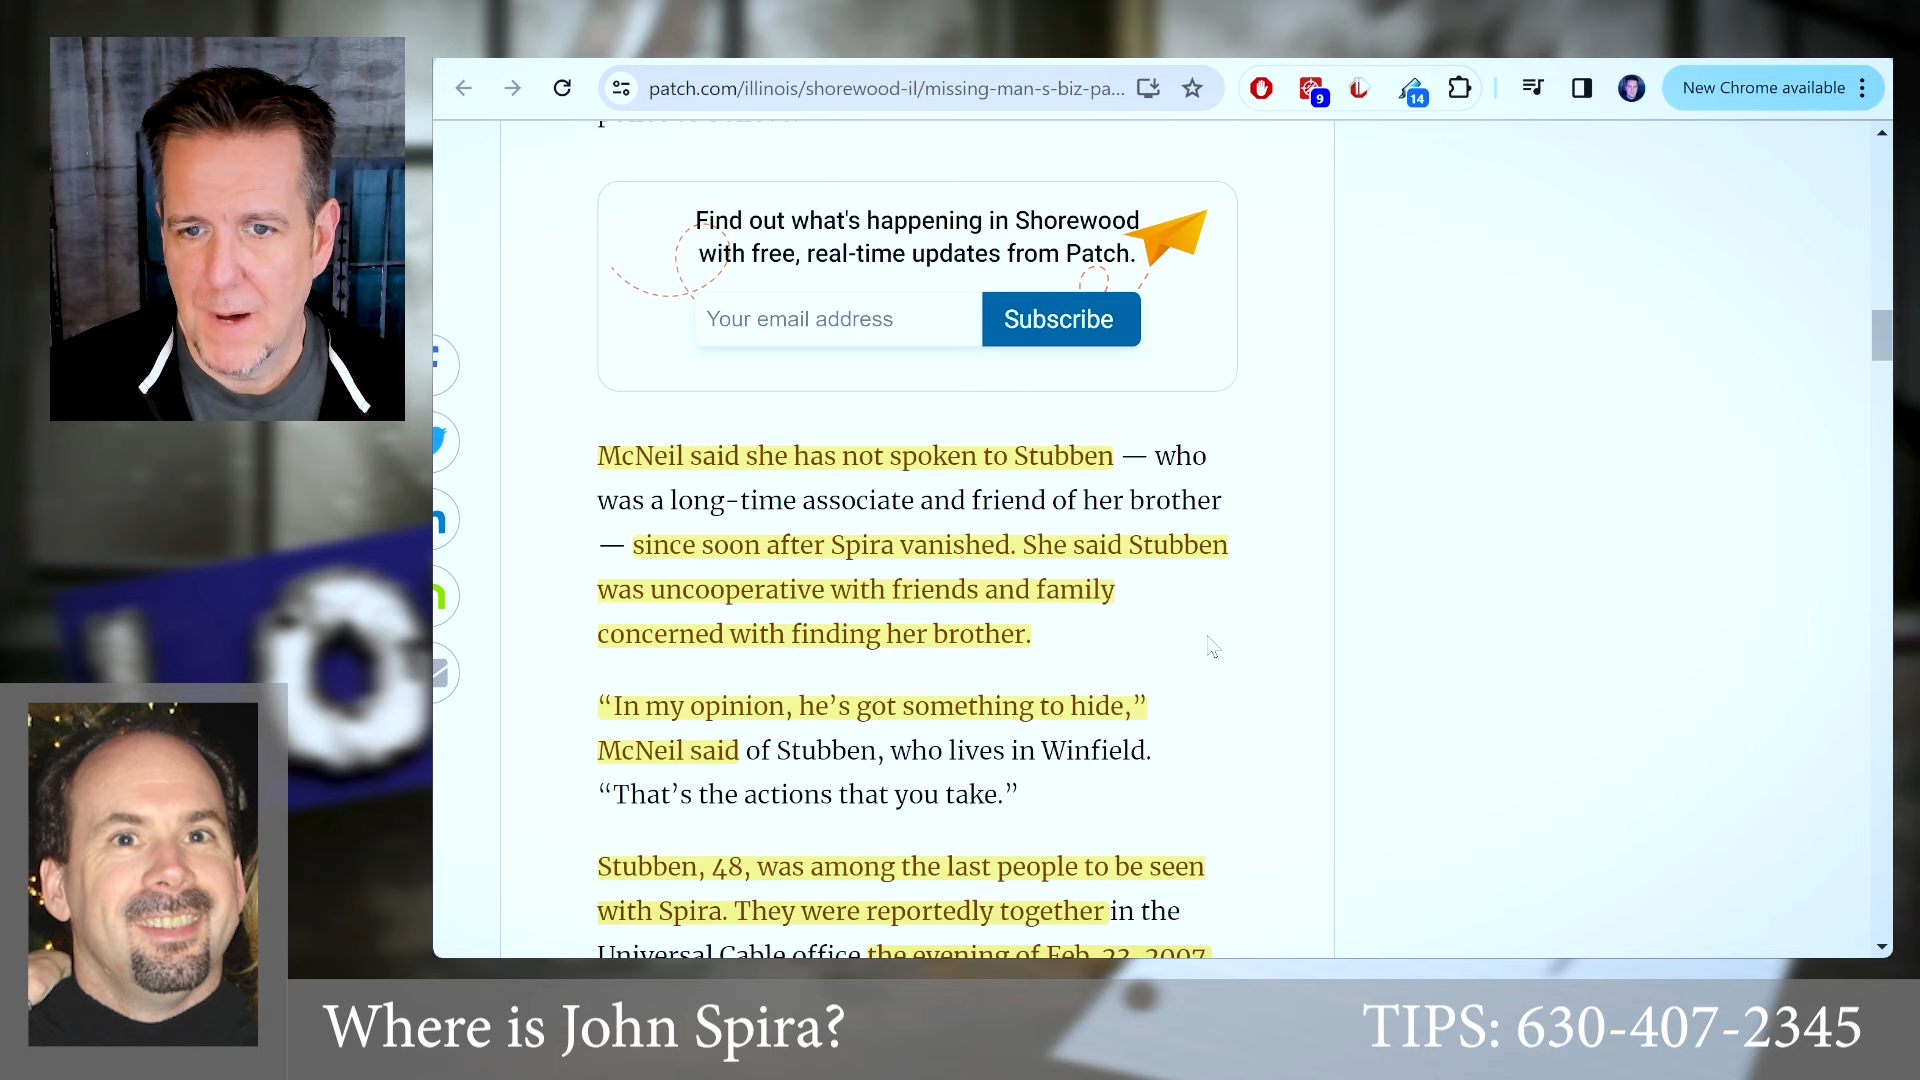 patch.com/illinois/shorewood-il/missing-man-s-biz-pa...
9
14
New Chrome available
Find out what's happening in Shorewood
with free, real-time updates from Patch.
Your email address
Subscribe
McNeil said she has not spoken to Stubben — who
was a long-time associate and friend of her brother
— since soon after Spira vanished. She said Stubben
was uncooperative with friends and family
concerned with finding her brother.
“In my opinion, he’s got something to hide,”
McNeil said of Stubben, who lives in Winfield.
“That’s the actions that you take.”
Stubben, 48, was among the last people to be seen
with Spira. They were reportedly together in the
Universal Cable office the evening of Feb. 23, 2007,
Where is John Spira?
TIPS: 630-407-2345